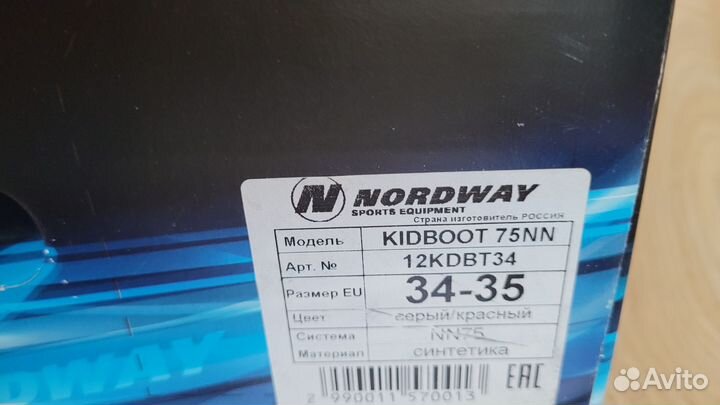 N NORDWAY
SPORTS EQUIPMENT
Страна изготовитель РОССИЯ
Модель KIDBOOT 75NN
Арт. № 12KDBT34
Размер EU 34-35
Цвет серый/красный
Система NN75
Материал синтетика
2 990011 570013
EAC
RDWAY
Avito